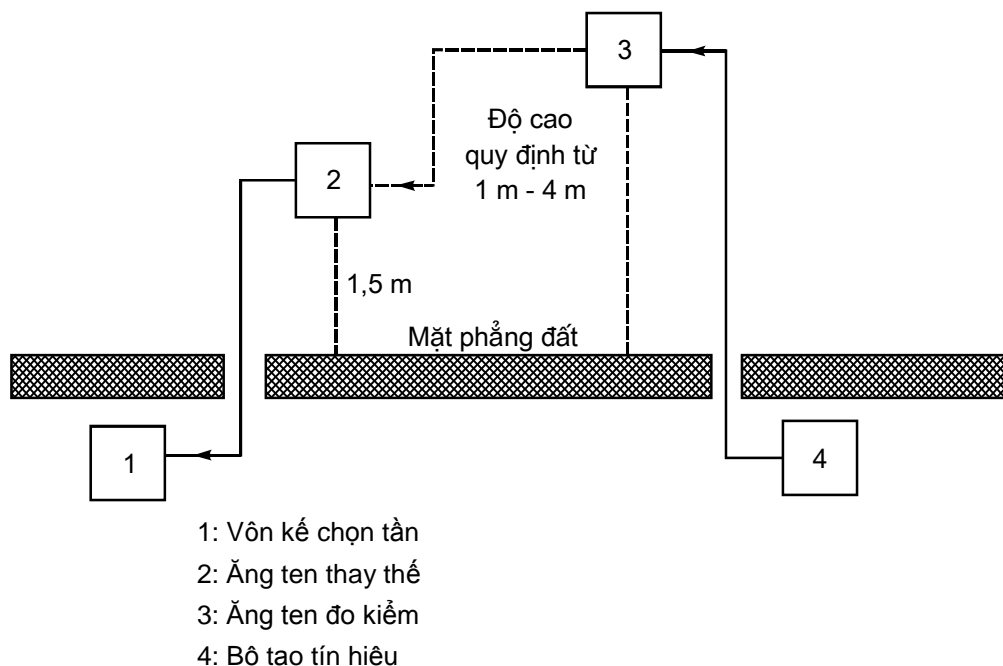 3
Độ cao
quy định từ
1 m - 4 m
2
1,5 m
Mặt phẳng đất
1
4
1: Vôn kế chọn tần
2: Ăng ten thay thế
3: Ăng ten đo kiểm
4: Bộ tạo tín hiệu